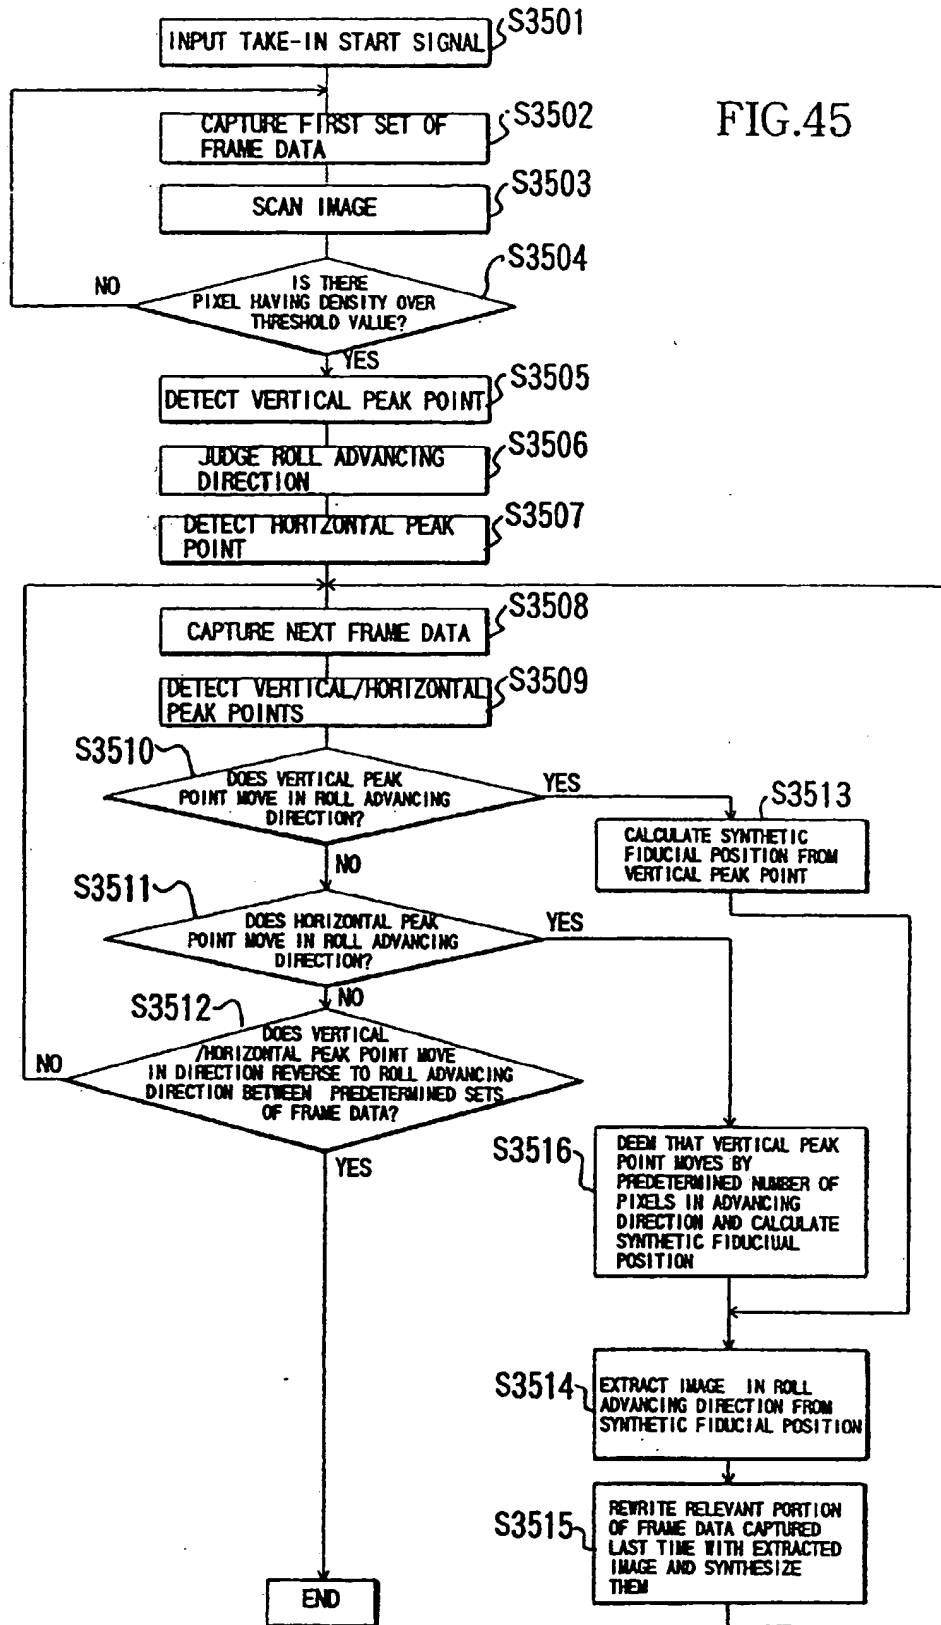 S3501
INPUT TAKE-IN START SIGNAL
FIG.45
S3502
CAPTURE FIRST SET OF
FRAME DATA
S3503
SCAN IMAGE
S3504
NO
IS THERE
PIXEL HAVING DENSITY OVER
THRESHOLD VALUE?
YES
S3505
DETECT VERTICAL PEAK POINT
S3506
JUDGE ROLL ADVANCING
DIRECTION
S3507
DETECT HORIZONTAL PEAK
POINT
S3508
CAPTURE NEXT FRAME DATA
S3509
DETECT VERTICAL/HORIZONTAL
PEAK POINTS
S3510
DOES VERTICAL PEAK
POINT MOVE IN ROLL ADVANCING
DIRECTION?
YES
S3513
CALCULATE SYNTHETIC
FIDUCIAL POSITION FROM
VERTICAL PEAK POINT
NO
S3511
DOES HORIZONTAL PEAK
POINT MOVE IN ROLL ADVANCING
DIRECTION?
YES
NO
S3512
DOES VERTICAL
/HORIZONTAL PEAK POINT MOVE
IN DIRECTION REVERSE TO ROLL ADVANCING
DIRECTION BETWEEN PREDETERMINED SETS
OF FRAME DATA?
NO
YES
S3516
DEEM THAT VERTICAL PEAK
POINT MOVES BY
PREDETERMINED NUMBER OF
PIXELS IN ADVANCING
DIRECTION AND CALCULATE
SYNTHETIC FIDUCIUAL
POSITION
S3514
EXTRACT IMAGE IN ROLL
ADVANCING DIRECTION FROM
SYNTHETIC FIDUCIAL POSITION
S3515
REWRITE RELEVANT PORTION
OF FRAME DATA CAPTURED
LAST TIME WITH EXTRACTED
IMAGE AND SYNTHESIZE
THEM
END